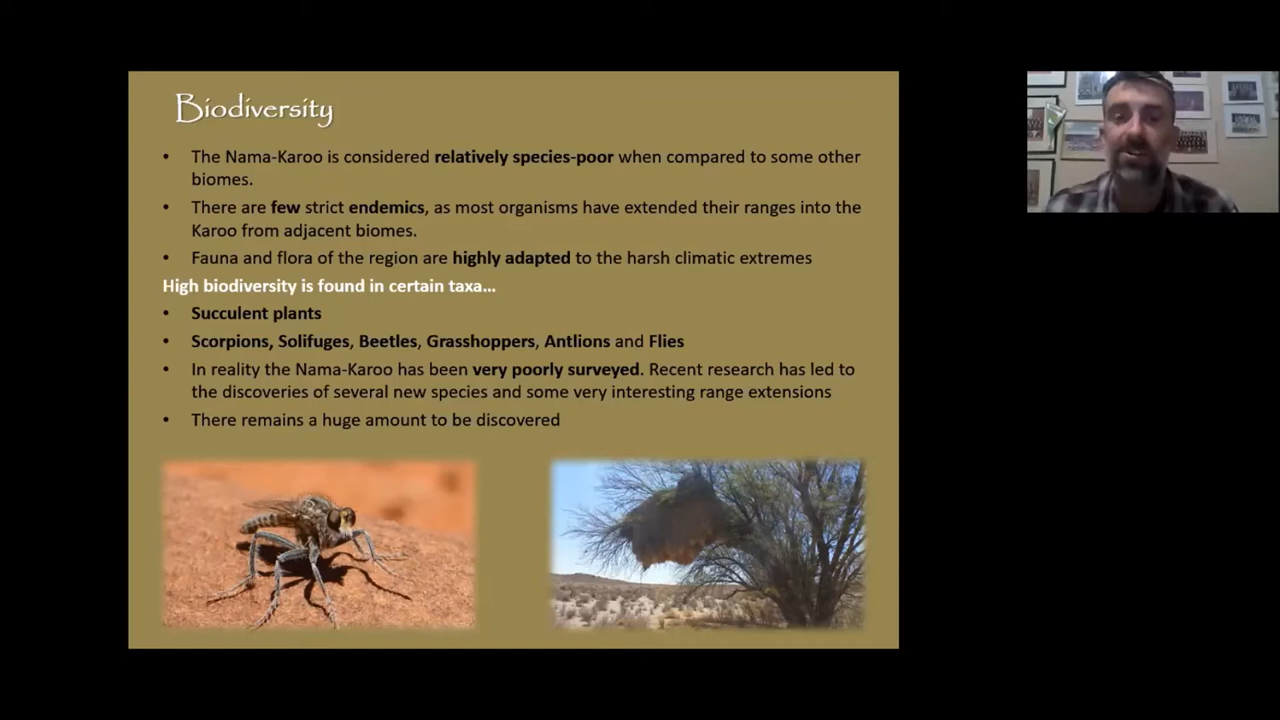 Biodiversity
• The Nama-Karoo is considered relatively species-poor when compared to some other
biomes.
• There are few strict endemics, as most organisms have extended their ranges into the
Karoo from adjacent biomes.
• Fauna and flora of the region are highly adapted to the harsh climatic extremes
High biodiversity is found in certain taxa...
• Succulent plants
• Scorpions, Solifuges, Beetles, Grasshoppers, Antlions and Flies
• In reality the Nama-Karoo has been very poorly surveyed. Recent research has led to
the discoveries of several new species and some very interesting range extensions
• There remains a huge amount to be discovered